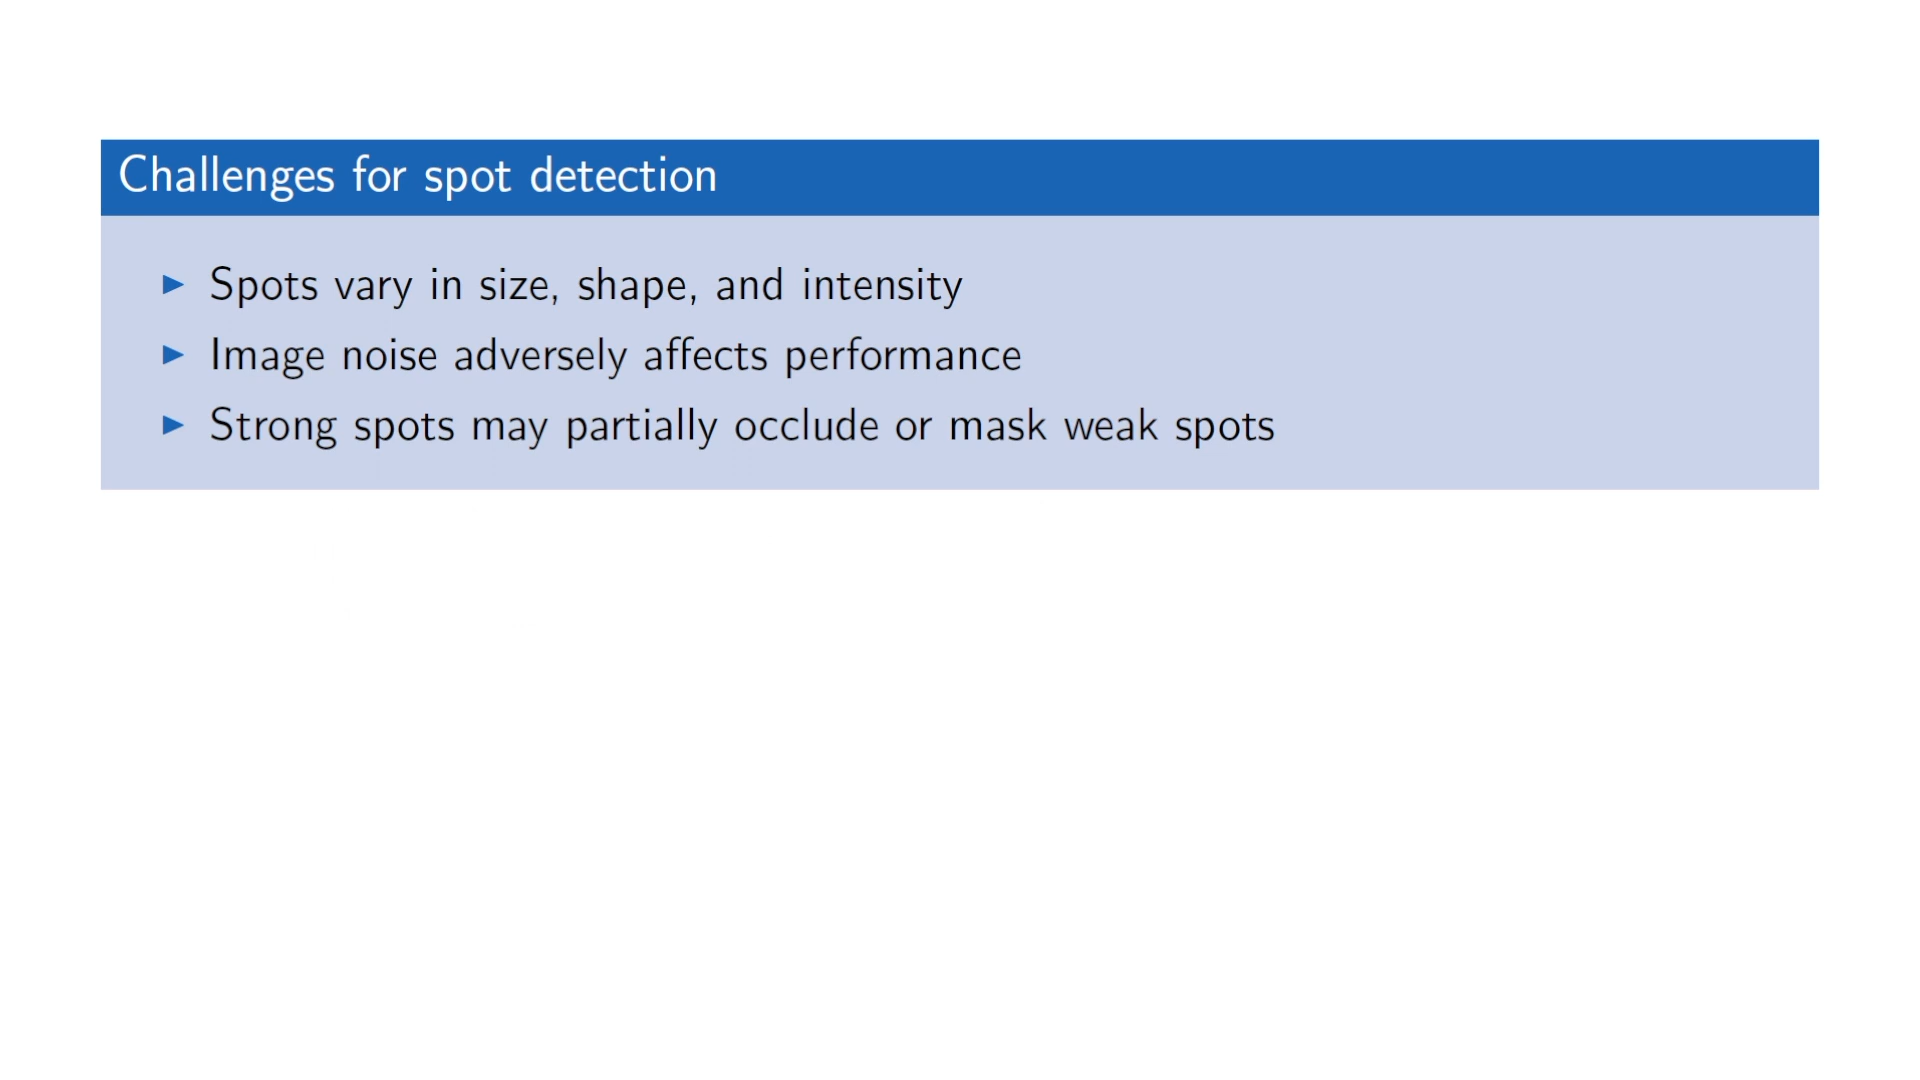 Challenges for spot detection
Spots vary in size, shape, and intensity
Image noise adversely affects performance
Strong spots may partially occlude or mask weak spots